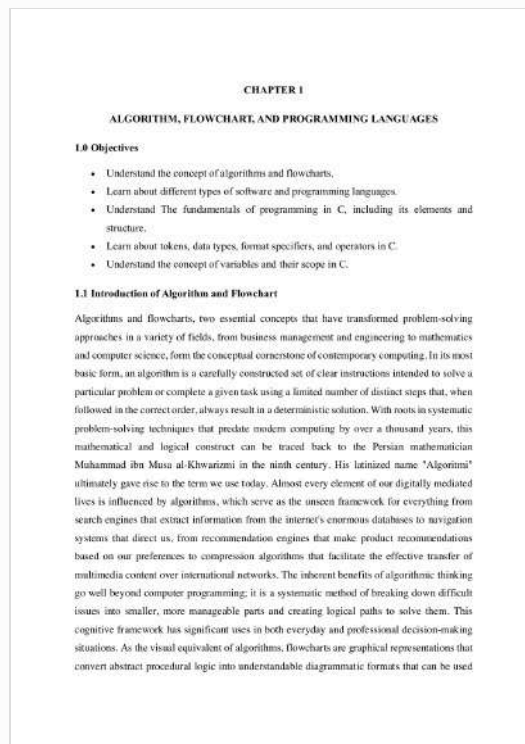 CHAPTER 1
ALGORITHM, FLOWCHART, AND PROGRAMMING LANGUAGES
1.0 Objectives
• Understand the concept of algorithms and flowcharts.
• Learn about different types of software and programming languages.
• Understand The fundamentals of programming in C, including its elements and
structure.
• Learn about tokens, data types, format specifiers, and operators in C.
• Understand the concept of variables and their scope in C.
1.1 Introduction of Algorithm and Flowchart
Algorithms and flowcharts, two essential concepts that have transformed problem-solving
approaches in a variety of fields, from business management and engineering to mathematics
and computer science, form the conceptual cornerstone of contemporary computing. In its most
basic form, an algorithm is a carefully constructed set of clear instructions intended to solve a
particular problem or complete a given task using a limited number of distinct steps that, when
followed in the correct order, always result in a deterministic solution. With roots in systematic
problem-solving techniques that predate modern computing by over a thousand years, this
mathematical and logical construct can be traced back to the Persian mathematician
Muhammad ibn Musa al-Khwarizmi in the ninth century. His latinized name "Algoritmi"
ultimately gave rise to the term we use today. Almost every element of our digitally mediated
lives is influenced by algorithms, which serve as the unseen framework for everything from
search engines that extract information from the internet's enormous databases to navigation
systems that direct us, from recommendation engines that make product recommendations
based on our preferences to compression algorithms that facilitate the effective transfer of
multimedia content over international networks. The inherent benefits of algorithmic thinking
go well beyond computer programming; it is a systematic method of breaking down difficult
issues into smaller, more manageable parts and creating logical paths to solve them. This
cognitive framework has significant uses in both everyday and professional decision-making
situations. As the visual equivalent of algorithms, flowcharts are graphical representations that
convert abstract procedural logic into understandable diagrammatic formats that can be used